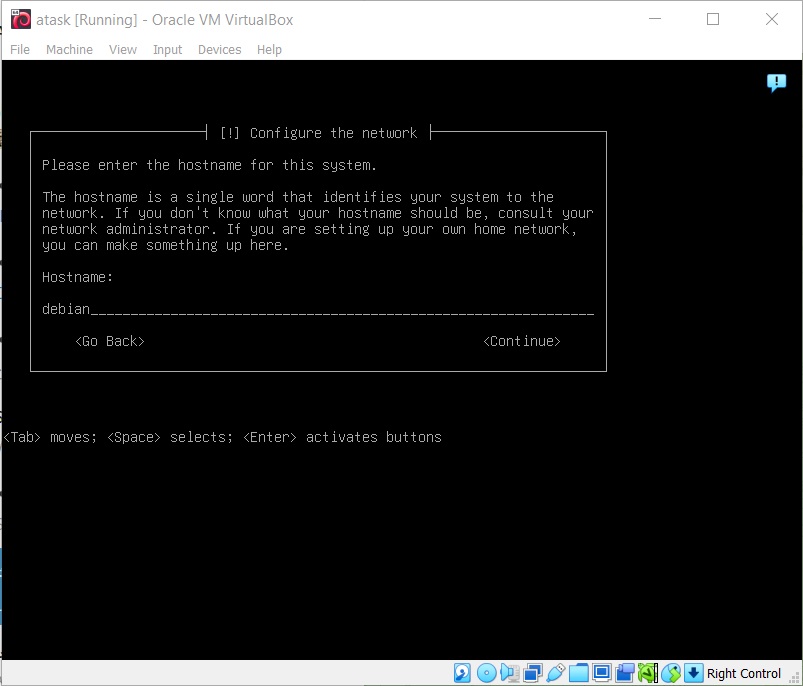 atask [Running] - Oracle VM VirtualBox
File Machine View Input Devices Help
[!] Configure the network
Please enter the hostname for this system.
The hostname is a single word that identifies your system to the
network. If you don't know what your hostname should be, consult your
network administrator. If you are setting up your own home network,
you can make something up here.
Hostname:
debian_______________________________________________________________
<Go Back> <Continue>
<Tab> moves; <Space> selects; <Enter> activates buttons
Right Control